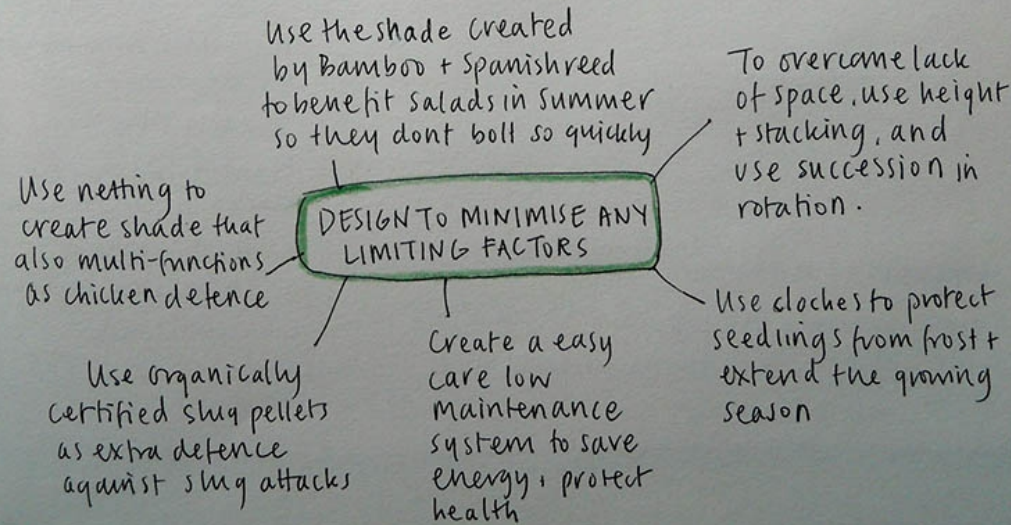 Use the shade created
by Bamboo + Spanish reed
to benefit salads in summer
so they dont bolt so quickly
To overcome lack
of space, use height
+ stacking, and
use succession in
rotation.
Use netting to
create shade that
also multi-functions
as chicken defence
DESIGN TO MINIMISE ANY
LIMITING FACTORS
Use cloches to protect
seedlings from frost +
extend the growing
season
Use organically
certified slug pellets
as extra defence
against slug attacks
Create a easy
care low
maintenance
system to save
energy + protect
health